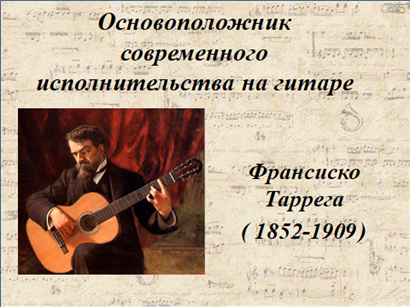 Основоположник
современного
исполнительства на гитаре
Франсиско
Таррега
( 1852-1909 )